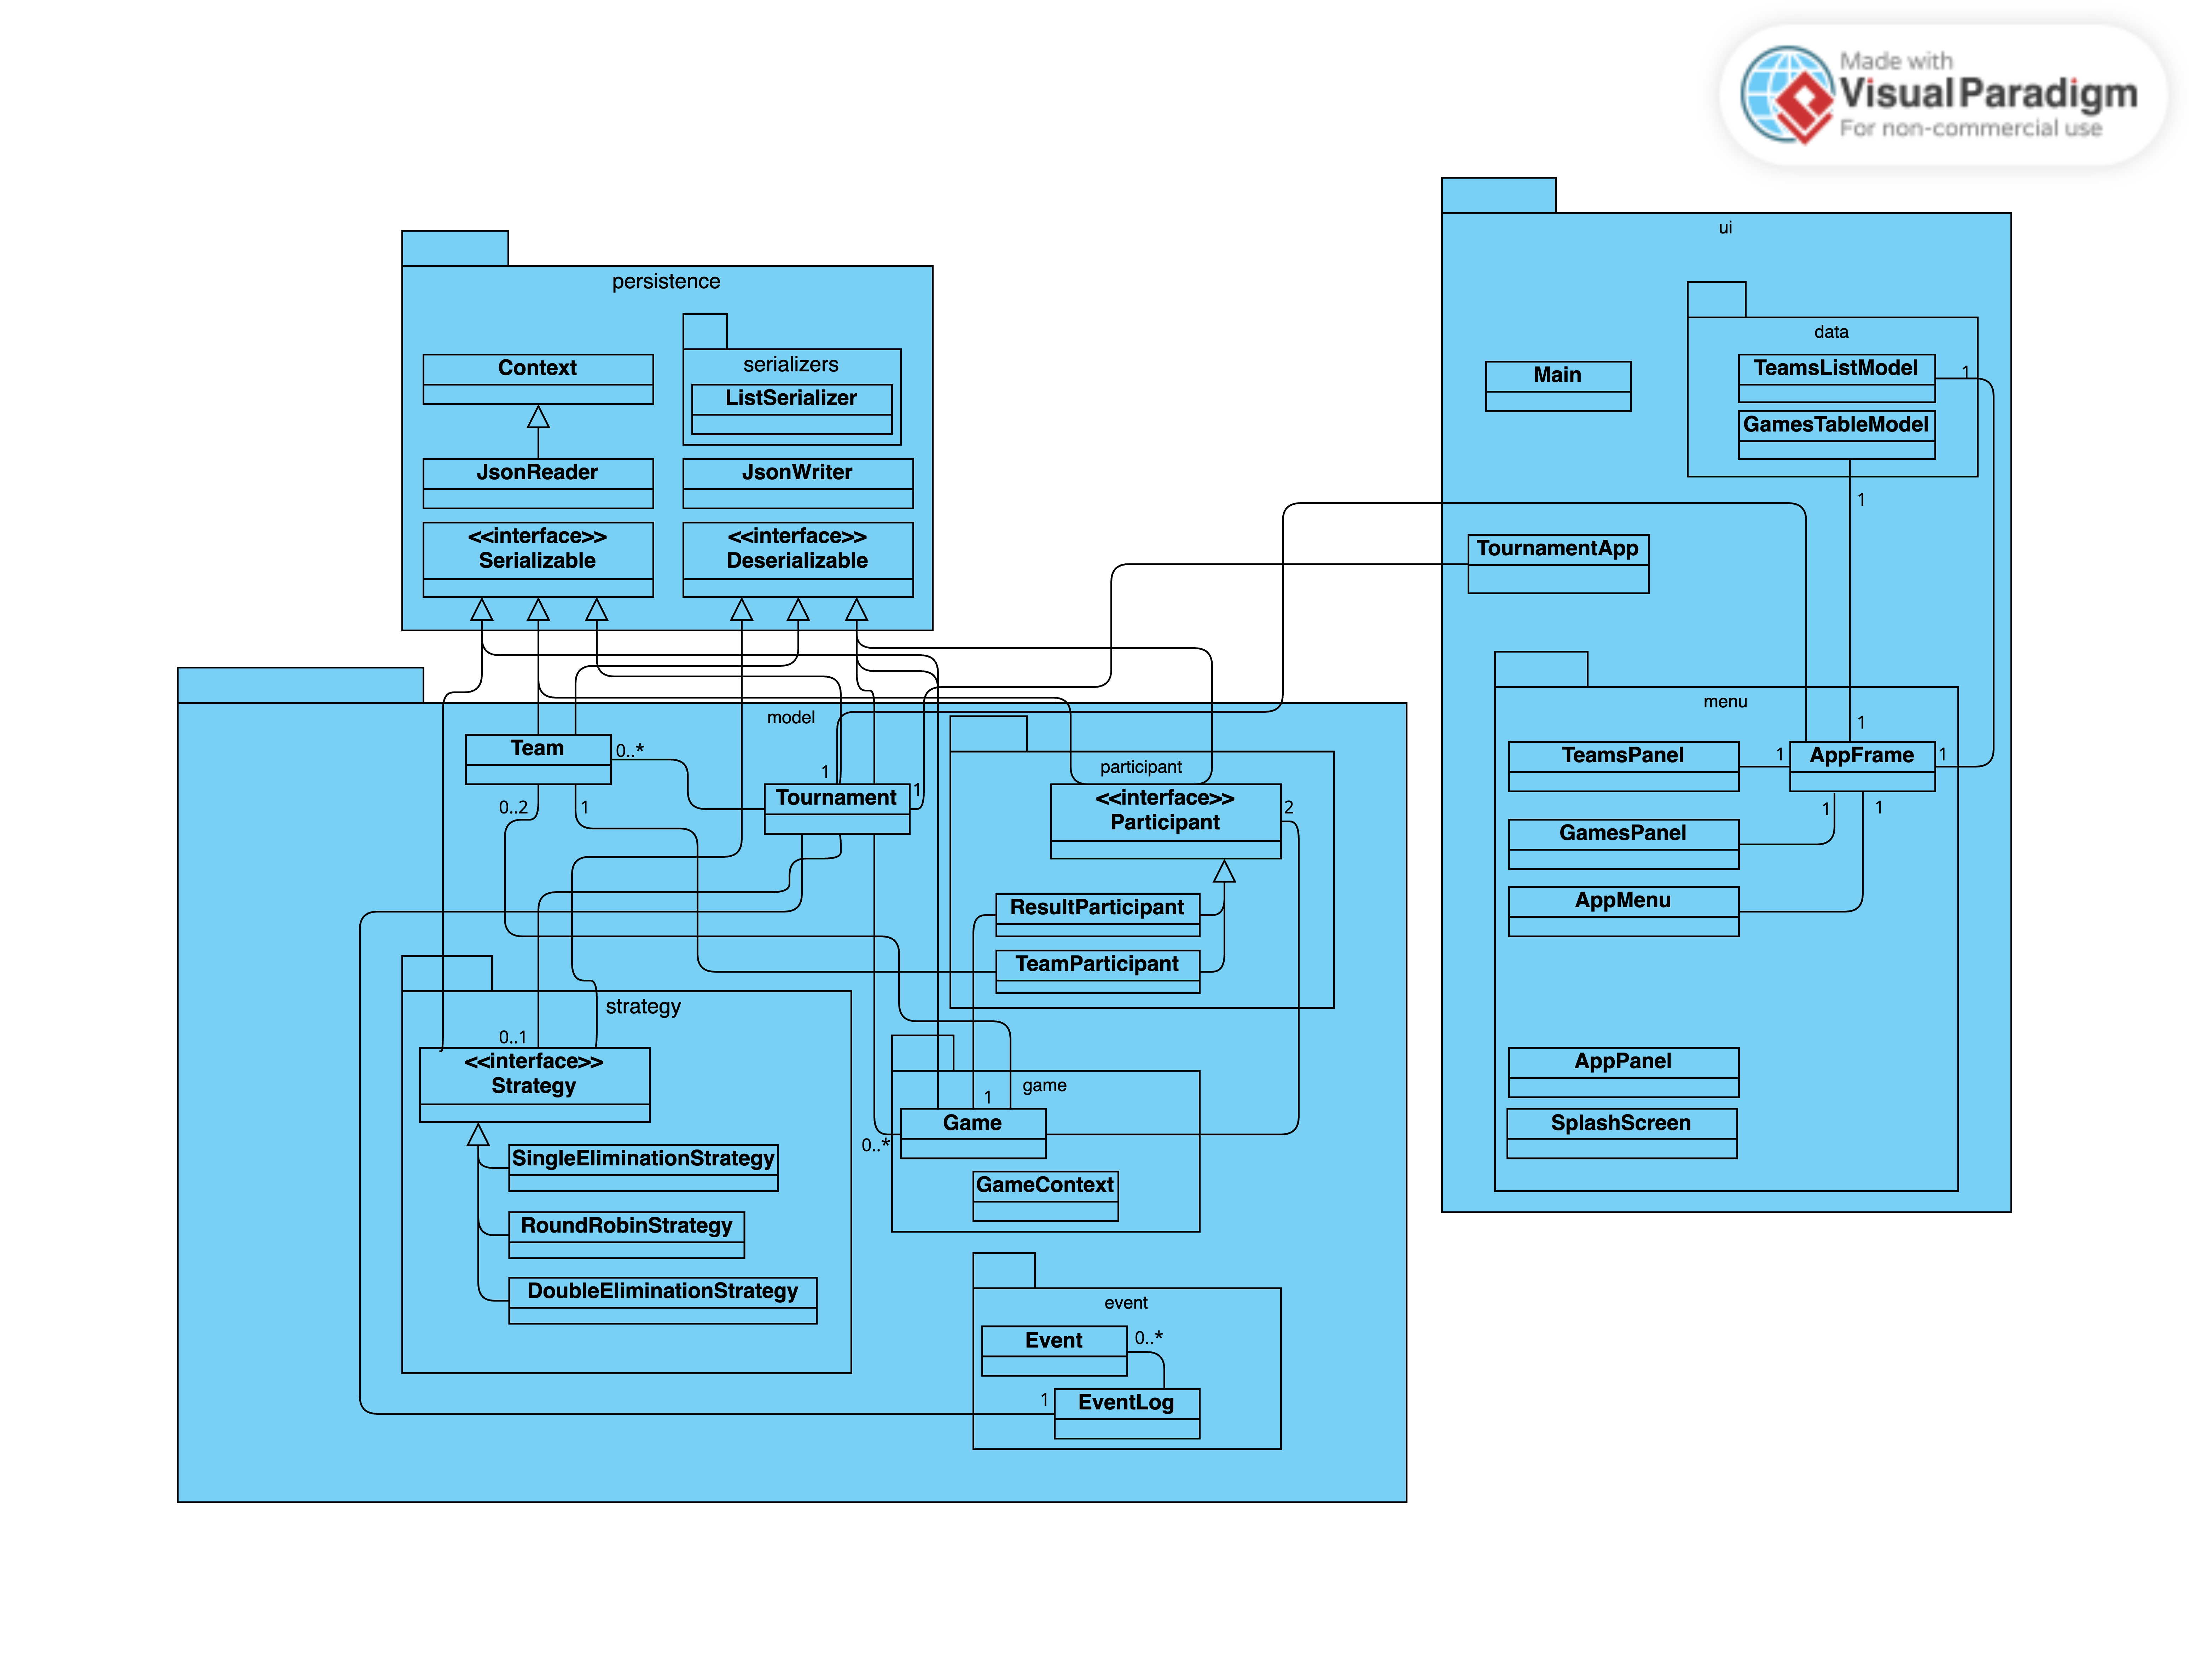 Made with
Visual Paradigm
For non-commercial use
persistence
Context
serializers
ListSerializer
JsonReader
JsonWriter
<<interface>>
Serializable
<<interface>>
Deserializable
ui
Main
data
TeamsListModel
1
GamesTableModel
1
TournamentApp
menu
1
TeamsPanel
1
AppFrame
1
GamesPanel
1
1
AppMenu
AppPanel
SplashScreen
model
Team
0..*
0..2
1
1
Tournament
1
participant
<<interface>>
Participant
2
ResultParticipant
TeamParticipant
strategy
0..1
<<interface>>
Strategy
SingleEliminationStrategy
RoundRobinStrategy
DoubleEliminationStrategy
game
1
Game
0..*
GameContext
event
Event
0..*
1
EventLog